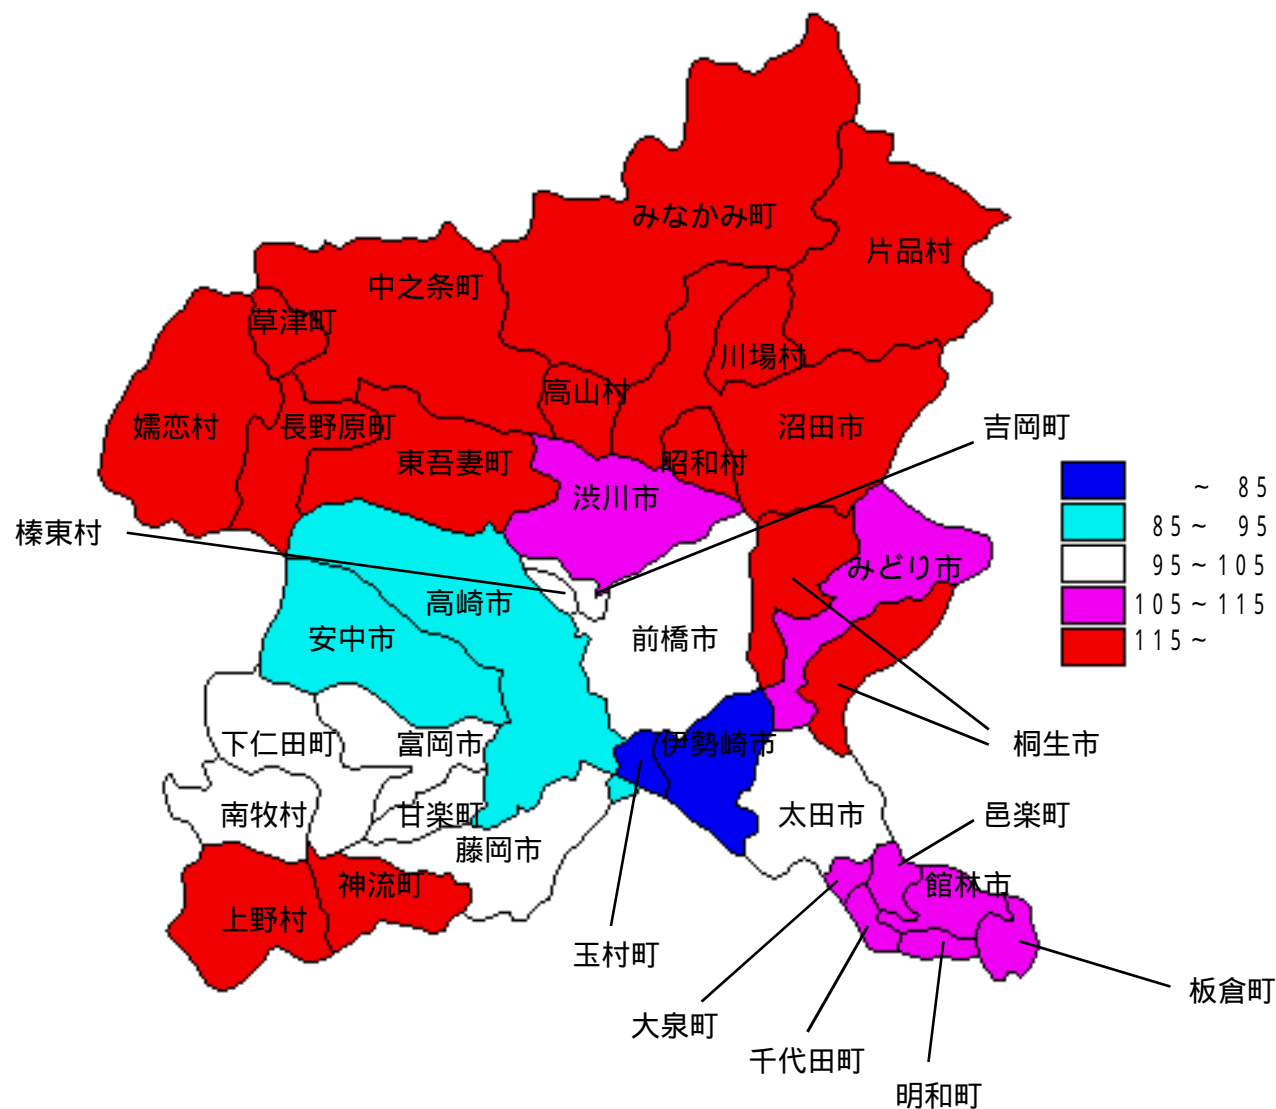 みなかみ町
片品村
中之条町
草津町
川場村
高山村
嬬恋村
長野原町
沼田市
吉岡町
東吾妻町
昭和村
渋川市
～ 85
85～ 95
95～105
105～115
115～
榛東村
みどり市
高崎市
安中市
前橋市
下仁田町
富岡市
伊勢崎市
桐生市
南牧村
甘楽町
太田市
邑楽町
藤岡市
神流町
館林市
上野村
玉村町
板倉町
大泉町
千代田町
明和町